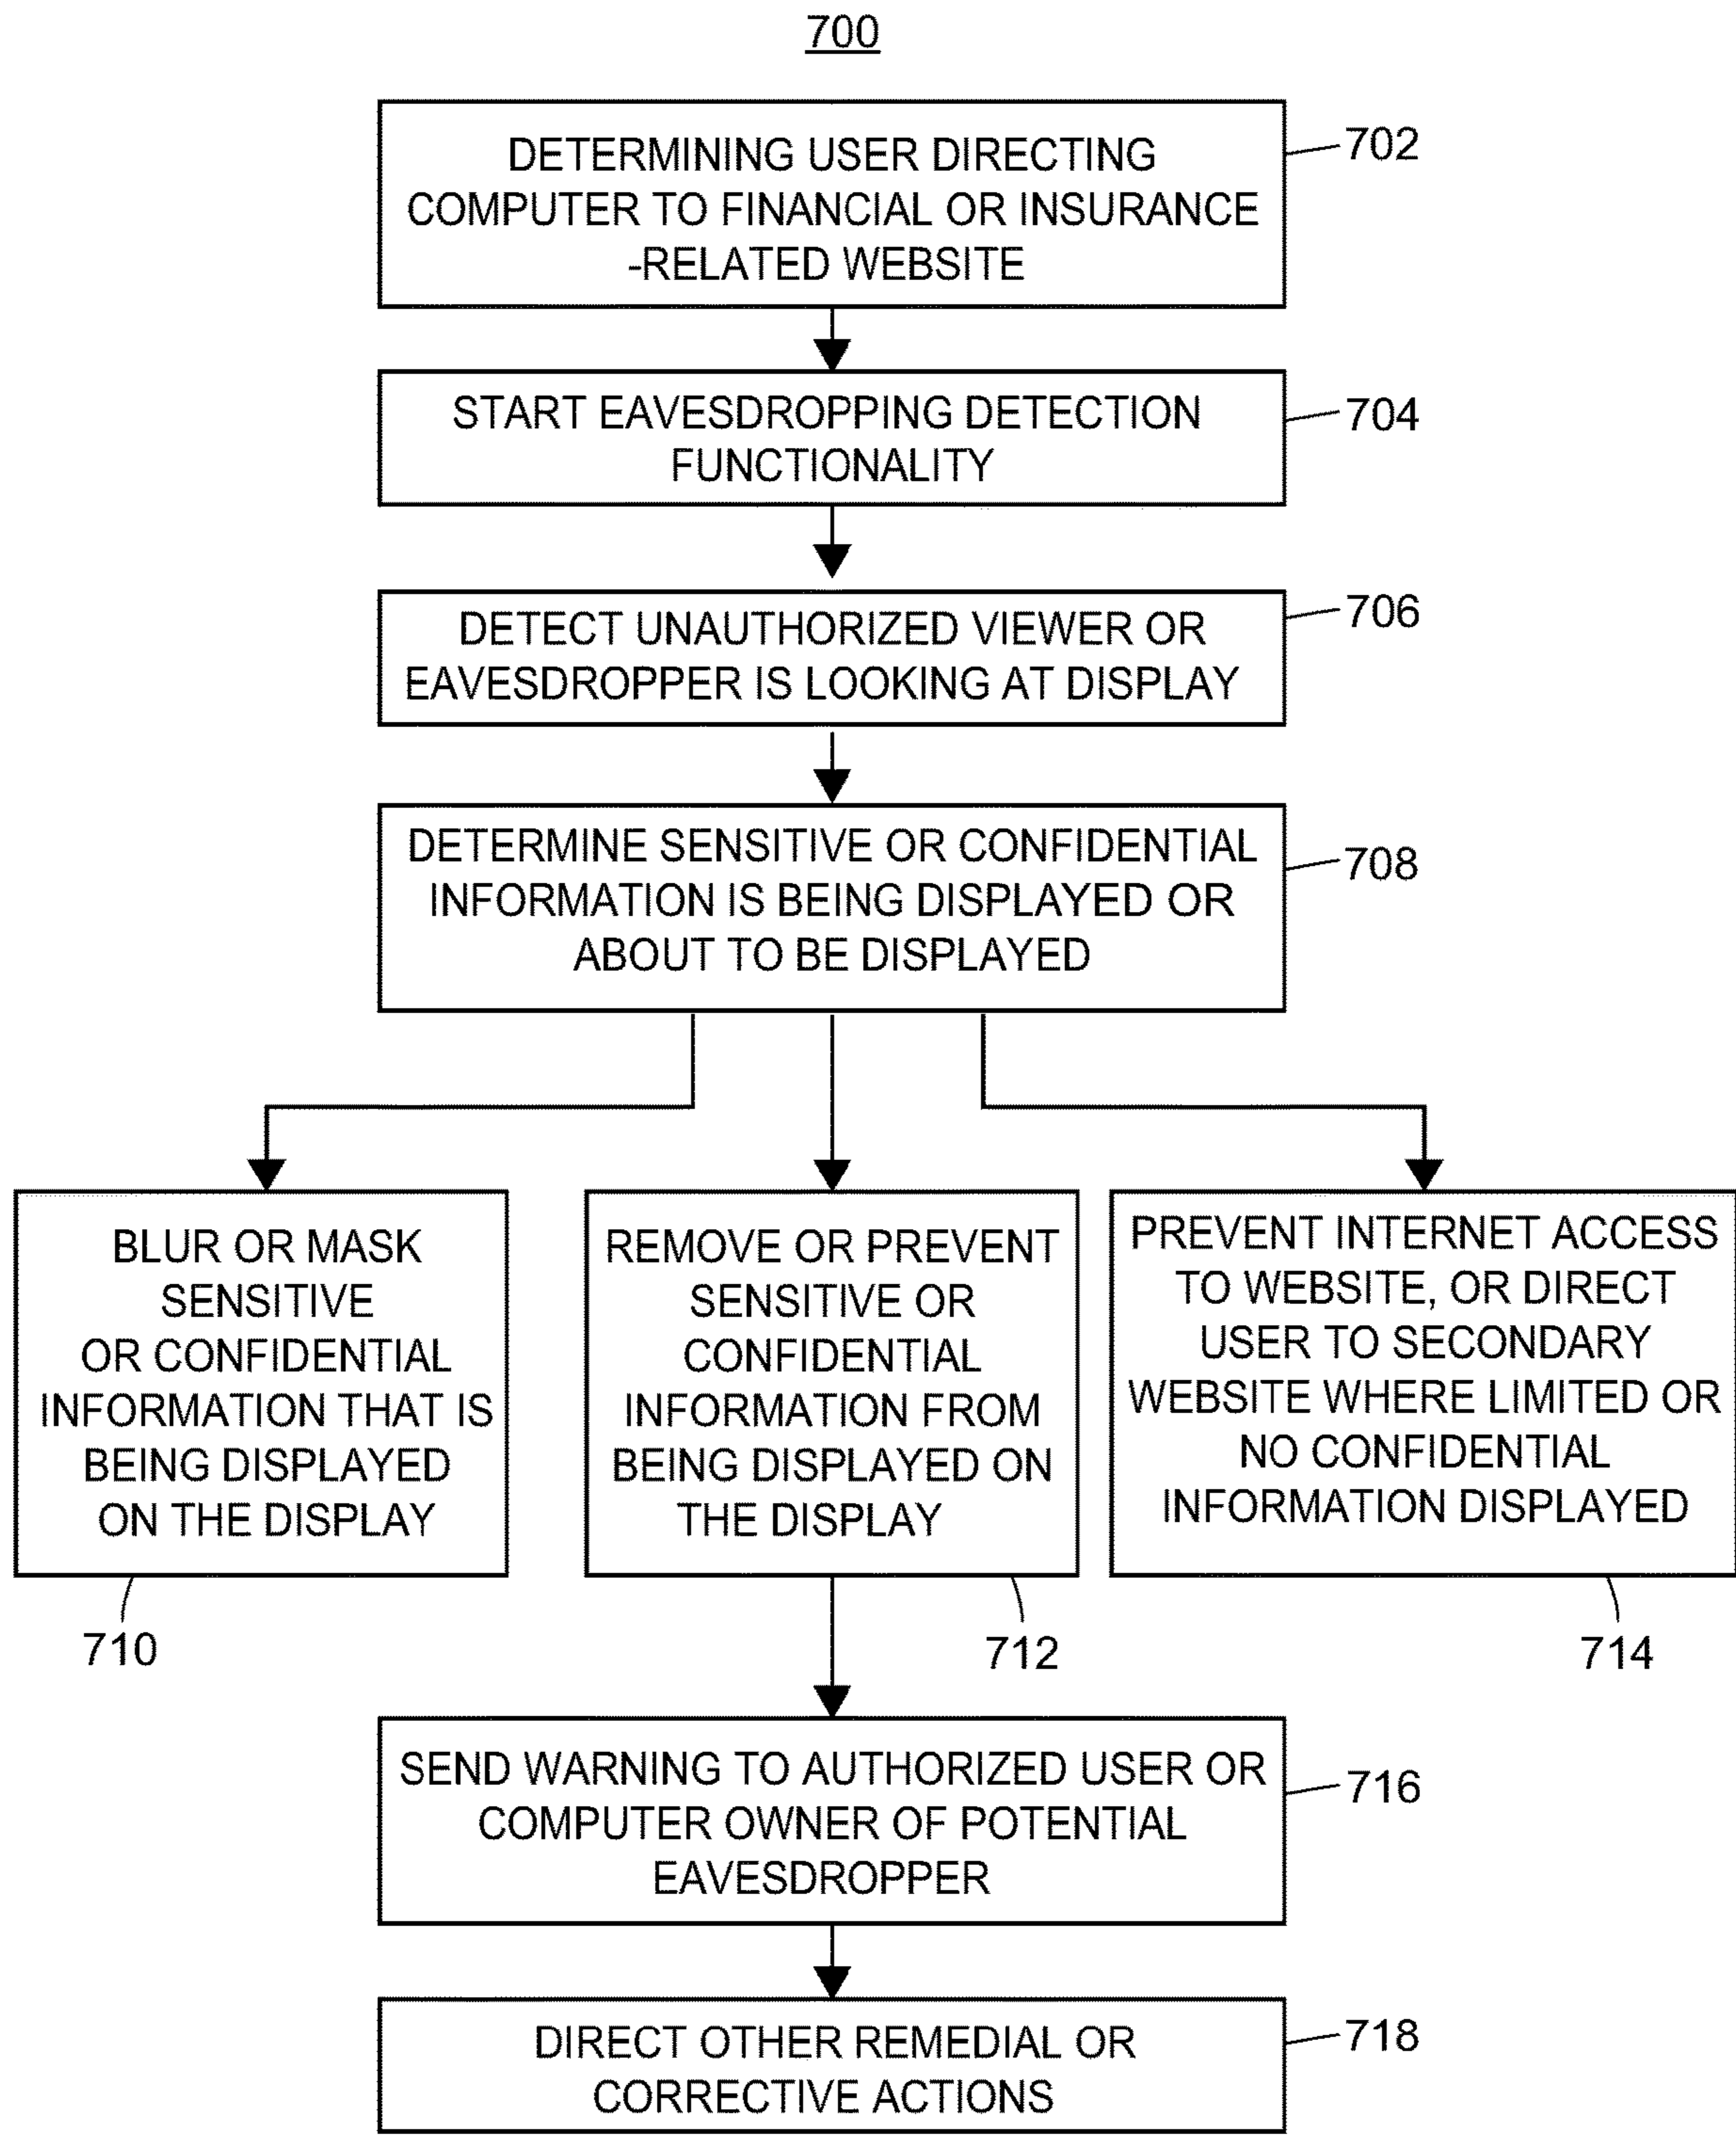 700
DETERMINING USER DIRECTING
COMPUTER TO FINANCIAL OR INSURANCE
-RELATED WEBSITE
702
START EAVESDROPPING DETECTION
FUNCTIONALITY
704
DETECT UNAUTHORIZED VIEWER OR
EAVESDROPPER IS LOOKING AT DISPLAY
706
DETERMINE SENSITIVE OR CONFIDENTIAL
INFORMATION IS BEING DISPLAYED OR
ABOUT TO BE DISPLAYED
708
BLUR OR MASK
SENSITIVE
OR CONFIDENTIAL
INFORMATION THAT IS
BEING DISPLAYED
ON THE DISPLAY
710
REMOVE OR PREVENT
SENSITIVE OR
CONFIDENTIAL
INFORMATION FROM
BEING DISPLAYED ON
THE DISPLAY
712
PREVENT INTERNET ACCESS
TO WEBSITE, OR DIRECT
USER TO SECONDARY
WEBSITE WHERE LIMITED OR
NO CONFIDENTIAL
INFORMATION DISPLAYED
714
SEND WARNING TO AUTHORIZED USER OR
COMPUTER OWNER OF POTENTIAL
EAVESDROPPER
716
DIRECT OTHER REMEDIAL OR
CORRECTIVE ACTIONS
718